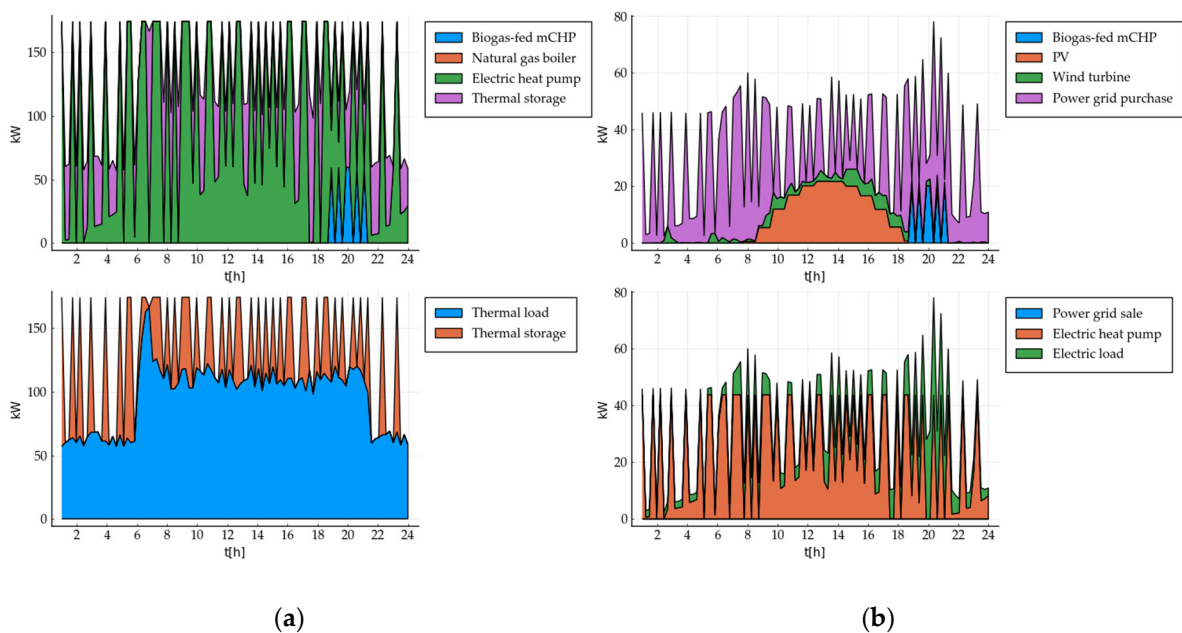 150
100
50
0
kW
2 4 6 8 10 12 14 16 18 20 22 24
t[h]
Biogas-fed mCHP
Natural gas boiler
Electric heat pump
Thermal storage
80
60
40
20
0
kW
2 4 6 8 10 12 14 16 18 20 22 24
t[h]
Biogas-fed mCHP
PV
Wind turbine
Power grid purchase
150
100
50
0
kW
2 4 6 8 10 12 14 16 18 20 22 24
t[h]
Thermal load
Thermal storage
80
60
40
20
0
kW
2 4 6 8 10 12 14 16 18 20 22 24
t[h]
Power grid sale
Electric heat pump
Electric load
(a)
(b)